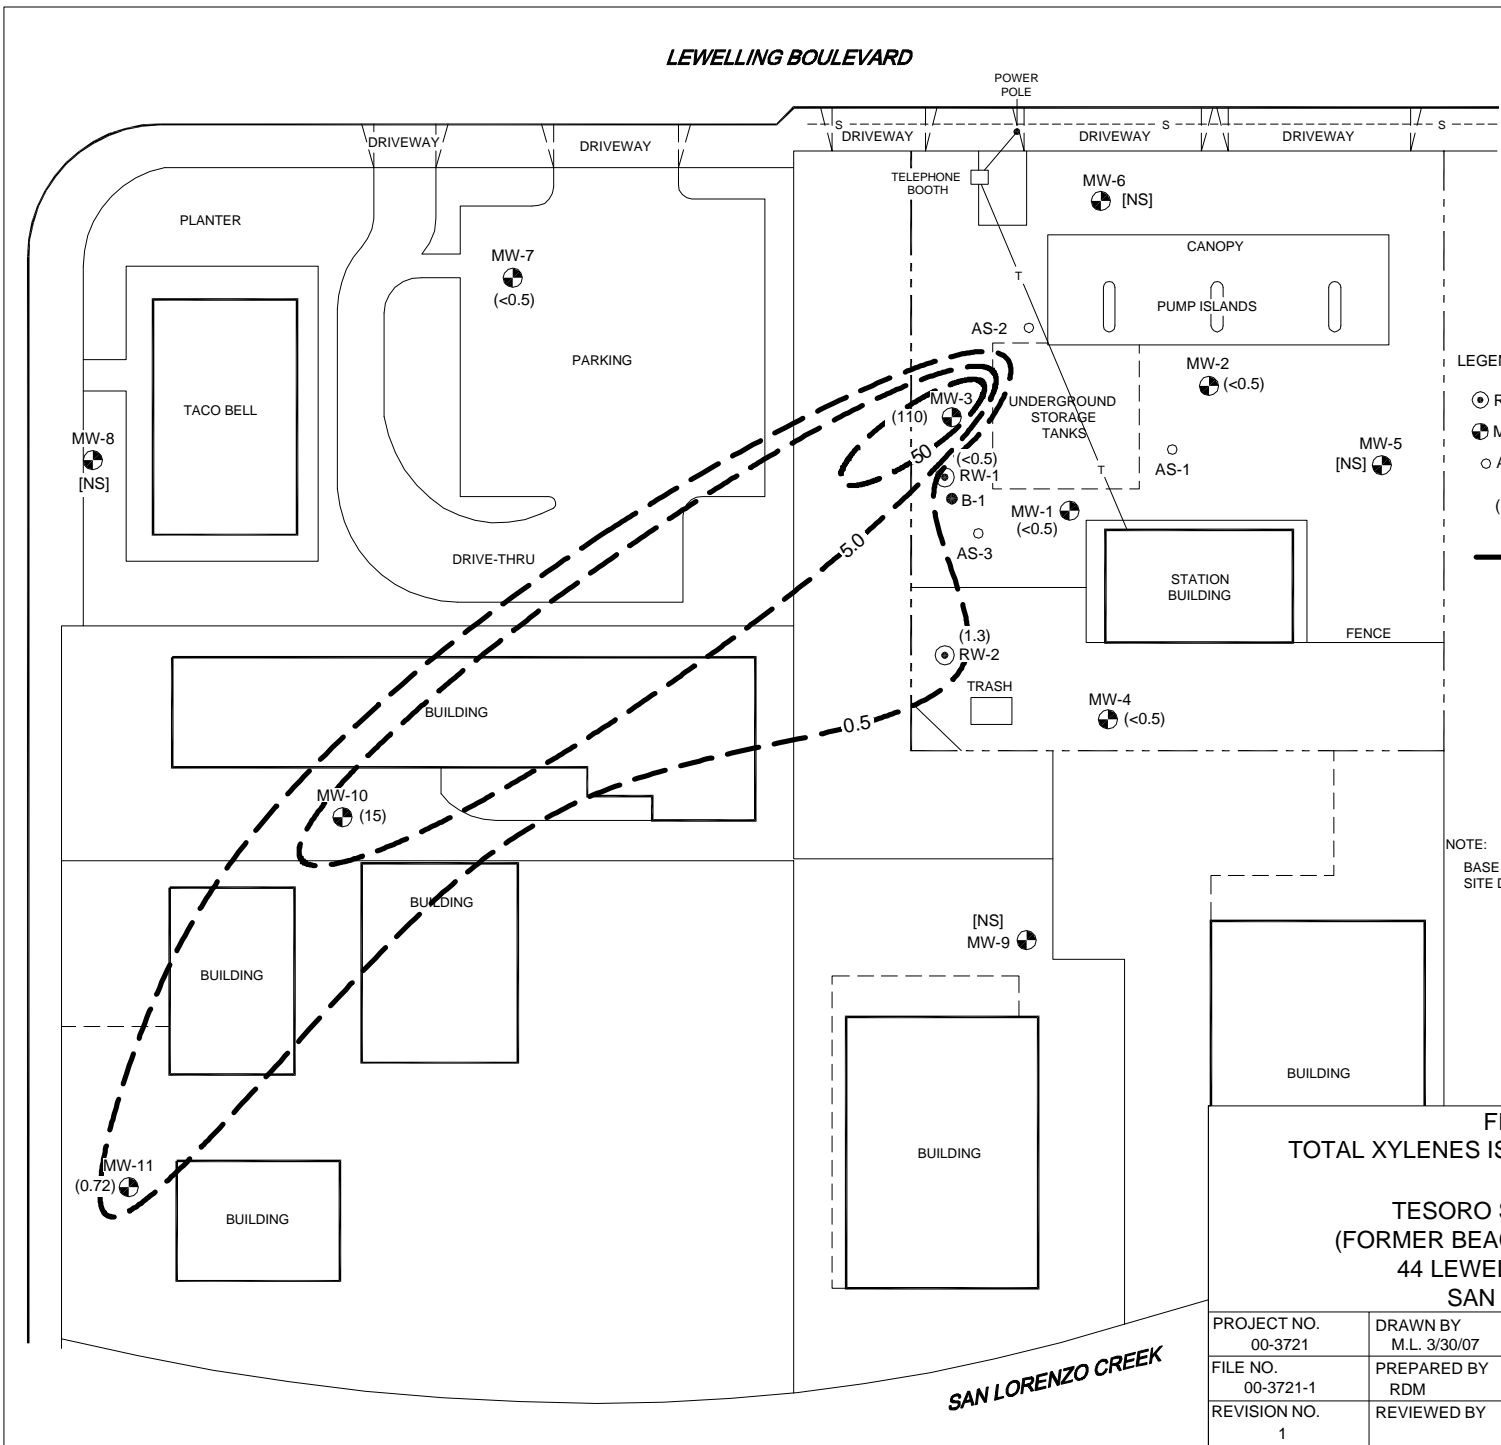 LEWELLING BOULEVARD
POWER
POLE
S
S
S
DRIVEWAY
DRIVEWAY
DRIVEWAY
DRIVEWAY
DRIVEWAY
TELEPHONE
BOOTH
MW-6
[NS]
PLANTER
CANOPY
MW-7
(<0.5)
T
PUMP ISLANDS
AS-2
PARKING
MW-2
(<0.5)
LEGEN
TACO BELL
MW-3
(110)
UNDERGROUND
STORAGE
TANKS
R
M
MW-8
[NS]
50
(<0.5)
RW-1
B-1
T
AS-1
MW-5
[NS]
A
(
MW-1
(<0.5)
5.0
AS-3
DRIVE-THRU
STATION
BUILDING
(1.3)
RW-2
FENCE
TRASH
BUILDING
0.5
MW-4
(<0.5)
MW-10
(15)
NOTE:
BASE
SITE D
BUILDING
[NS]
MW-9
BUILDING
BUILDING
MW-11
(0.72)
BUILDING
BUILDING
TOTAL XYLENES IS
TESORO S
(FORMER BEAC
44 LEWEL
SAN
PROJECT NO.
00-3721
DRAWN BY
M.L. 3/30/07
FILE NO.
00-3721-1
PREPARED BY
RDM
REVISION NO.
1
REVIEWED BY
SAN LORENZO CREEK